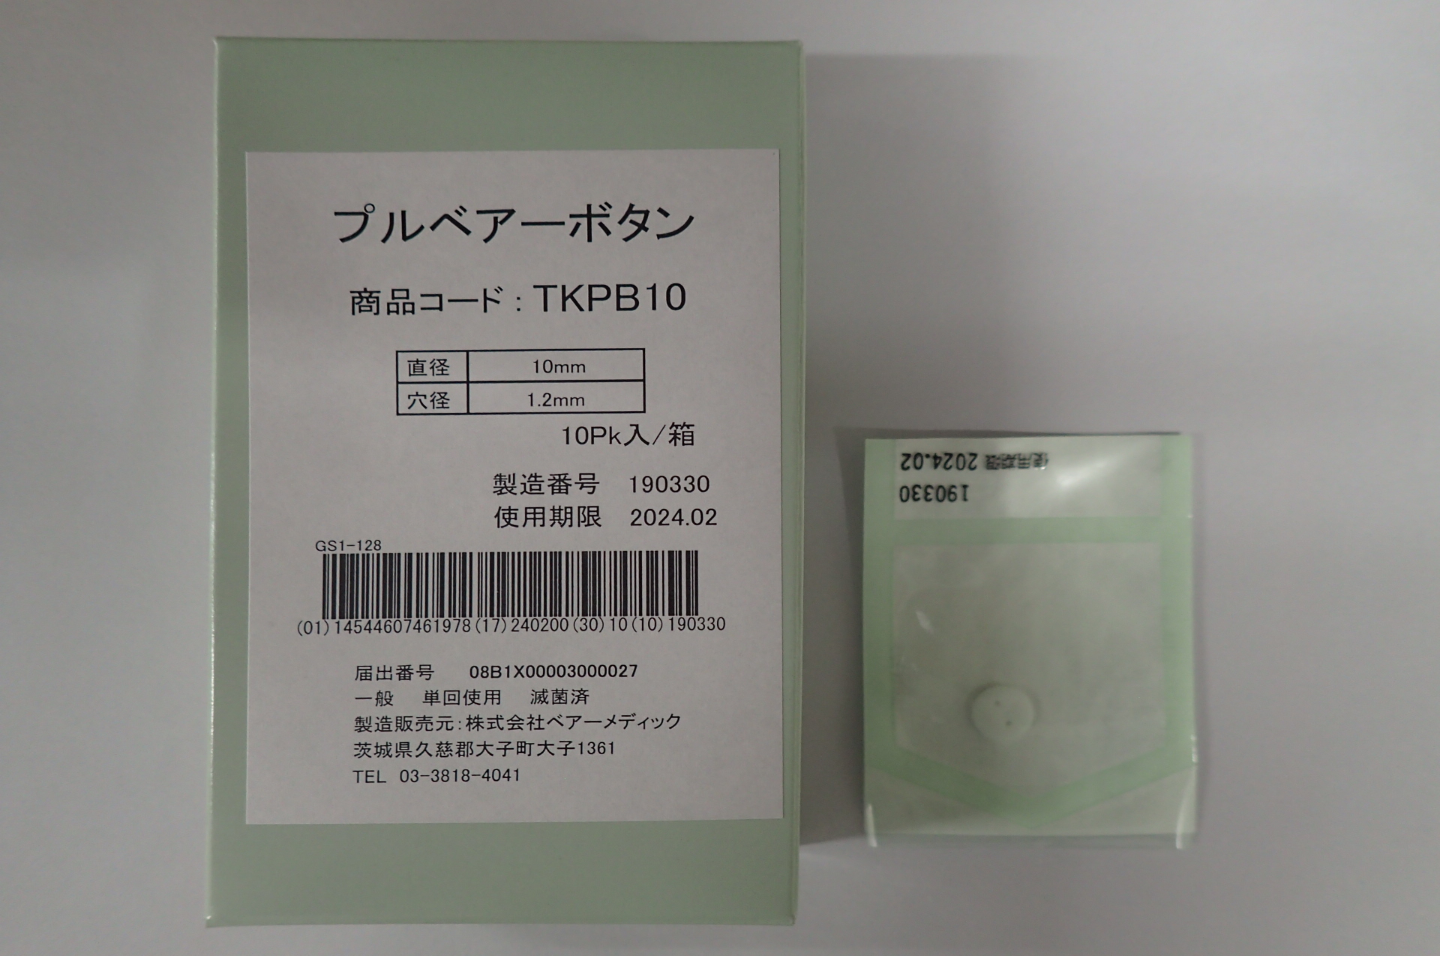 プルベアーボタン
商品コード：TKPB10
直径 10mm
穴径 1.2mm
10Pk入/箱
製造番号 190330
使用期限 2024.02
GS1-128
(01)14544607461978(17)240200(30)10(10)190330
届出番号 08B1X00003000027
一般 単回使用 滅菌済
製造販売元：株式会社ベアーメディック
茨城県久慈郡大子町大子1361
TEL 03-3818-4041
190330
使用期限 2024.02